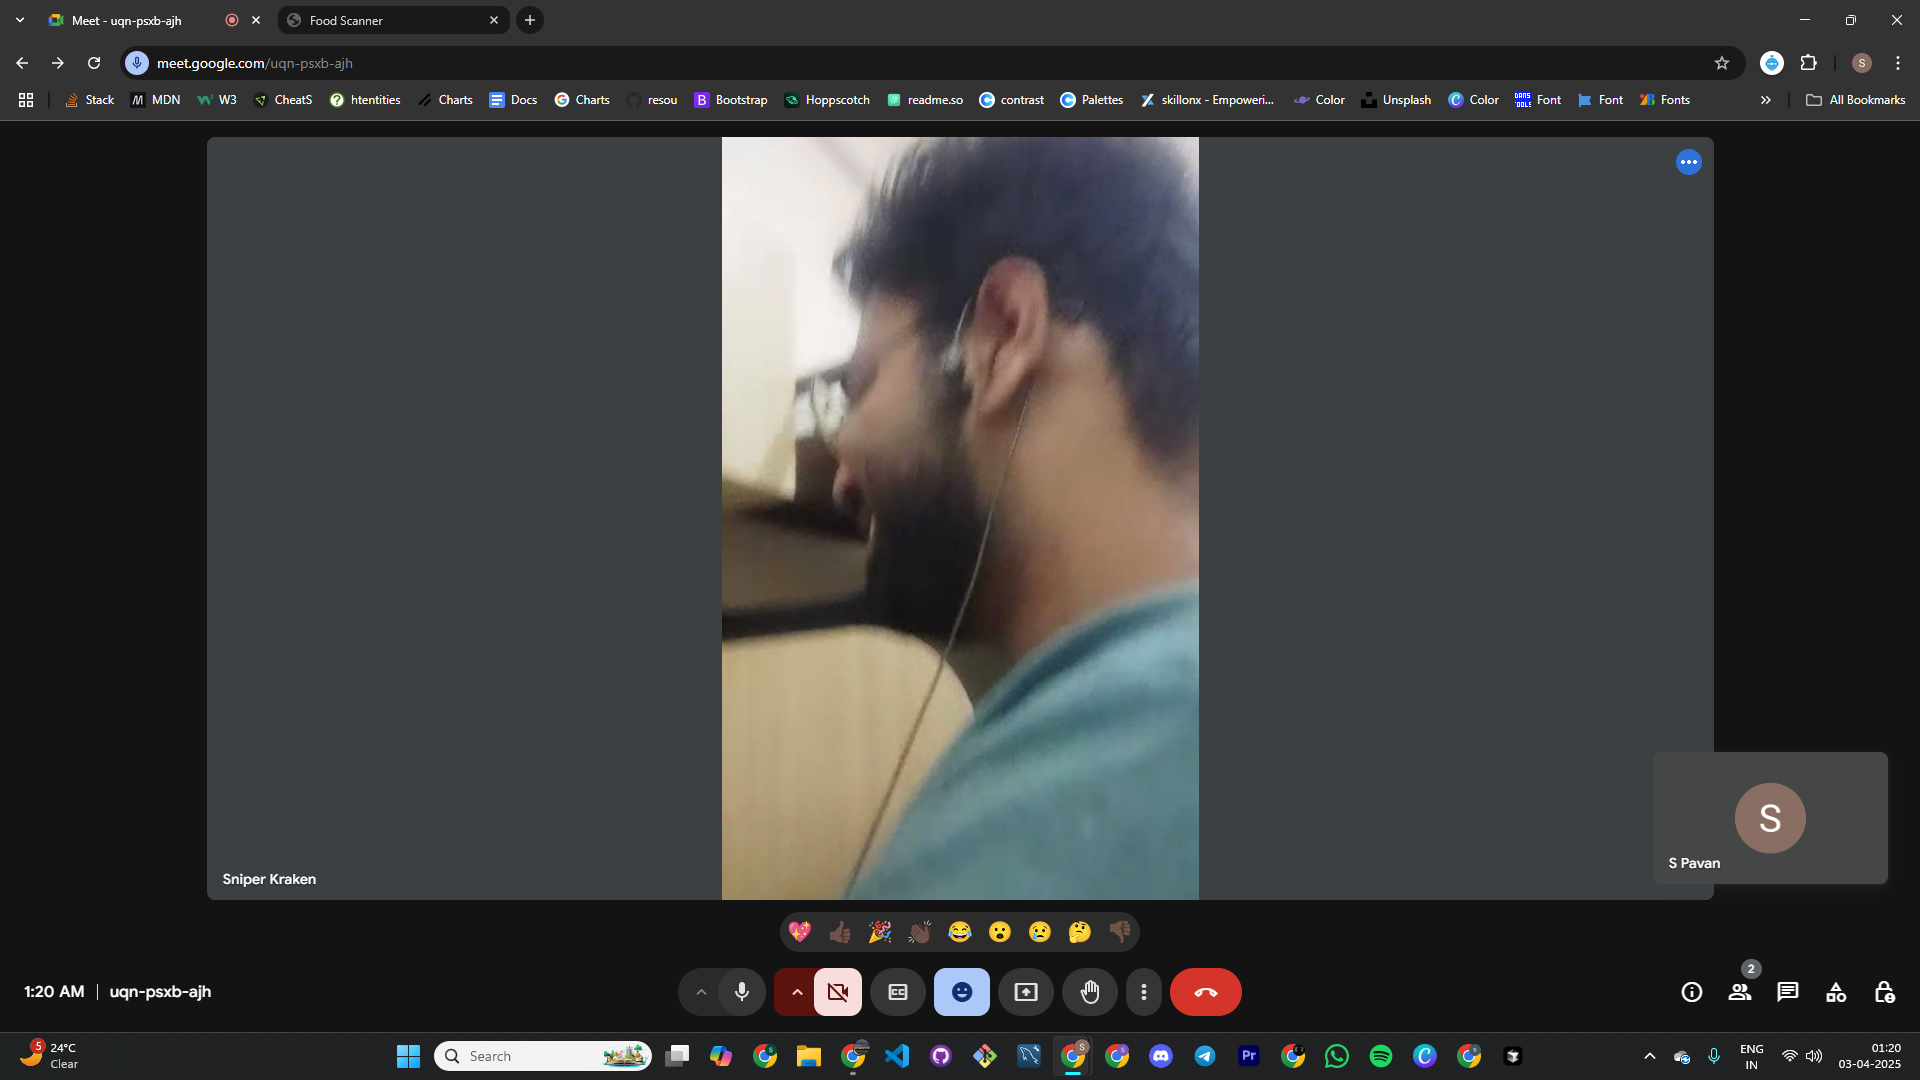 Meet - uqn-psxb-ajh
Food Scanner
meet.google.com/uqn-psxb-ajh
S
Stack
MDN
W3
CheatS
htentities
Charts
Docs
Charts
resou
Bootstrap
Hoppscotch
readme.so
contrast
Palettes
skillonx - Empoweri...
Color
Unsplash
Color
Font
Font
Fonts
All Bookmarks
Sniper Kraken
S
S Pavan
1:20 AM | uqn-psxb-ajh
2
5
24°C
Clear
Search
ENG
IN
01:20
03-04-2025